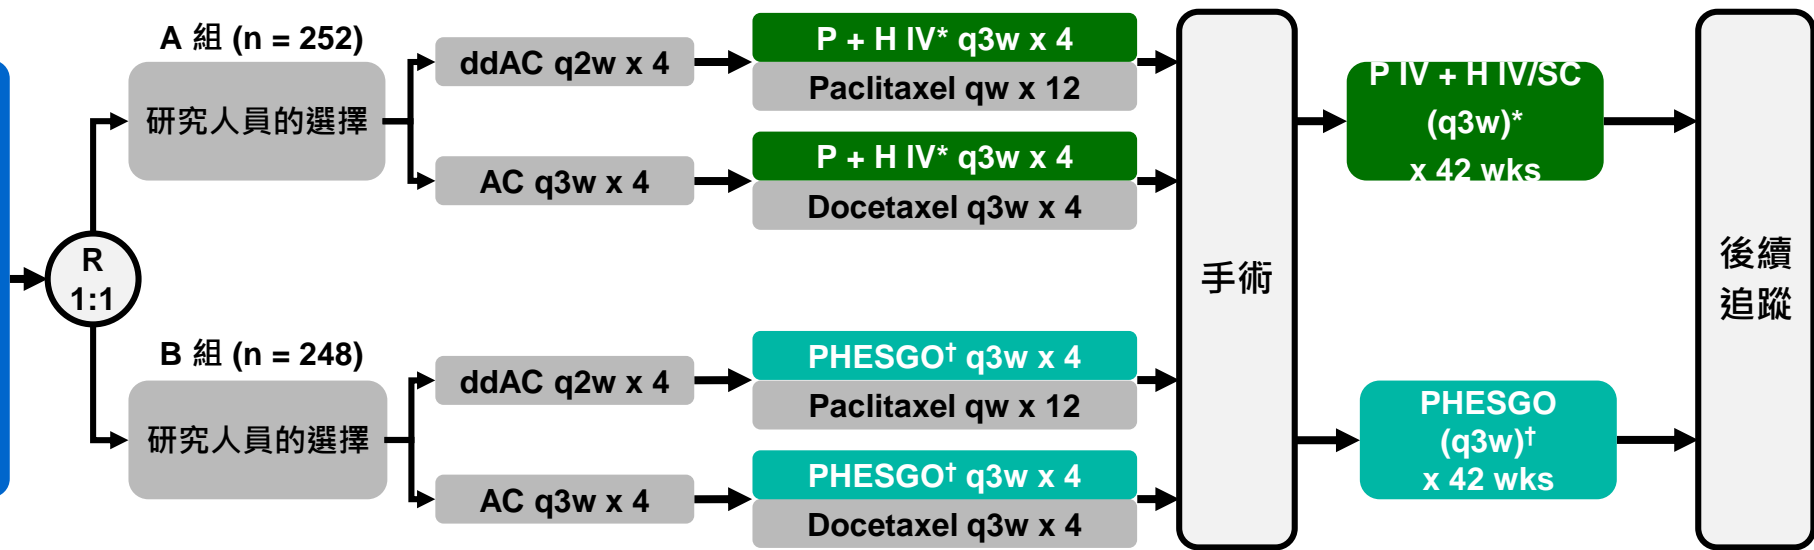 A 組 (n = 252)
研究人員的選擇
ddAC q2w x 4
P + H IV* q3w x 4
Paclitaxel qw x 12
AC q3w x 4
P + H IV* q3w x 4
Docetaxel q3w x 4
R
1:1
B 組 (n = 248)
研究人員的選擇
ddAC q2w x 4
PHESGO† q3w x 4
Paclitaxel qw x 12
AC q3w x 4
PHESGO† q3w x 4
Docetaxel q3w x 4
手術
P IV + H IV/SC
(q3w)*
x 42 wks
PHESGO
(q3w)†
x 42 wks
後續
追蹤